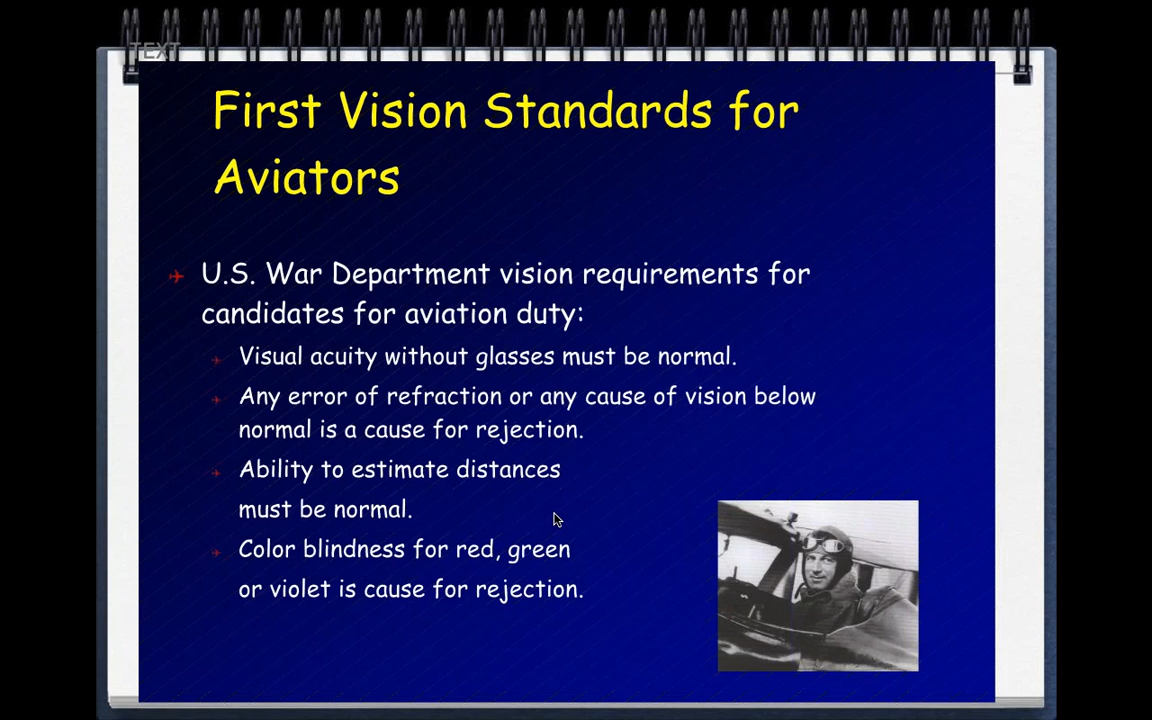 TEXT
First Vision Standards for
Aviators
U.S. War Department vision requirements for
candidates for aviation duty:
Visual acuity without glasses must be normal.
Any error of refraction or any cause of vision below
normal is a cause for rejection.
Ability to estimate distances
must be normal.
Color blindness for red, green
or violet is cause for rejection.